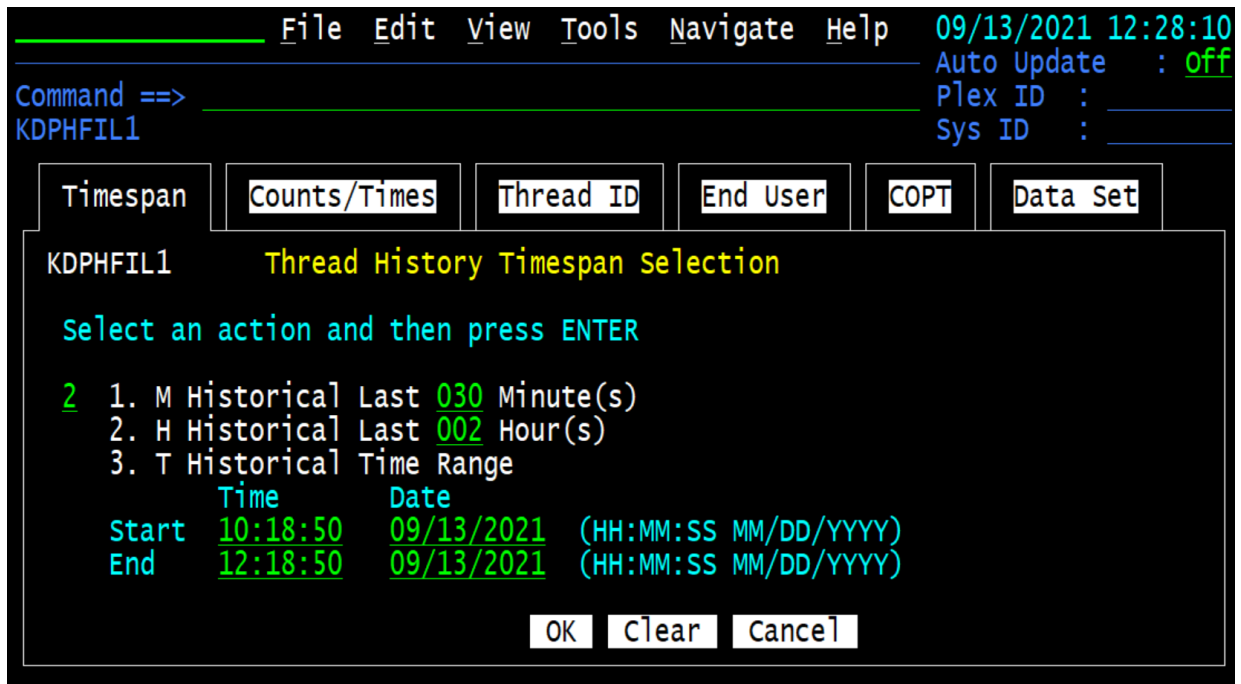 File Edit View Tools Navigate Help 09/13/2021 12:28:10
Auto Update : Off
Command ==> Plex ID :
KDPHFIL1 Sys ID :
Timespan Counts/Times Thread ID End User COPT Data Set
KDPHFIL1 Thread History Timespan Selection
Select an action and then press ENTER
2 1. M Historical Last 030 Minute(s)
2. H Historical Last 002 Hour(s)
3. T Historical Time Range
Time Date
Start 10:18:50 09/13/2021 (HH:MM:SS MM/DD/YYYY)
End 12:18:50 09/13/2021 (HH:MM:SS MM/DD/YYYY)
OK Clear Cancel